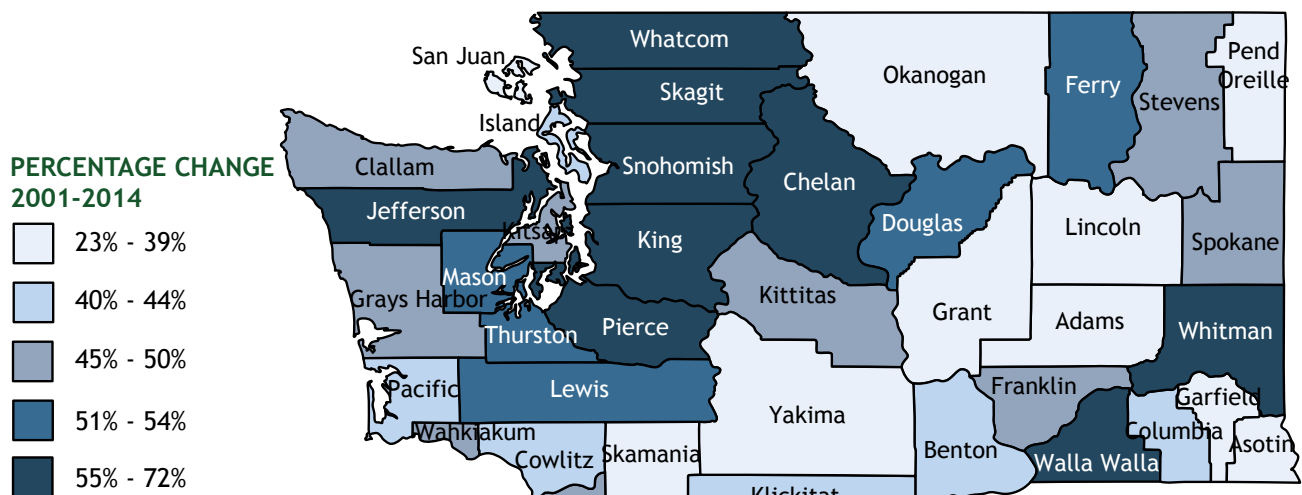 PERCENTAGE CHANGE
2001-2014
23% - 39%
40% - 44%
45% - 50%
51% - 54%
55% - 72%
San Juan
Whatcom
Okanogan
Ferry
Stevens
Pend
Oreille
Skagit
Island
Clallam
Snohomish
Chelan
Jefferson
Kitsap
King
Douglas
Lincoln
Spokane
Mason
Grays Harbor
Kittitas
Grant
Adams
Whitman
Thurston
Pierce
Pacific
Lewis
Yakima
Franklin
Garfield
Wahkiakum
Cowlitz
Skamania
Benton
Walla Walla
Columbia
Asotin
Klickitat